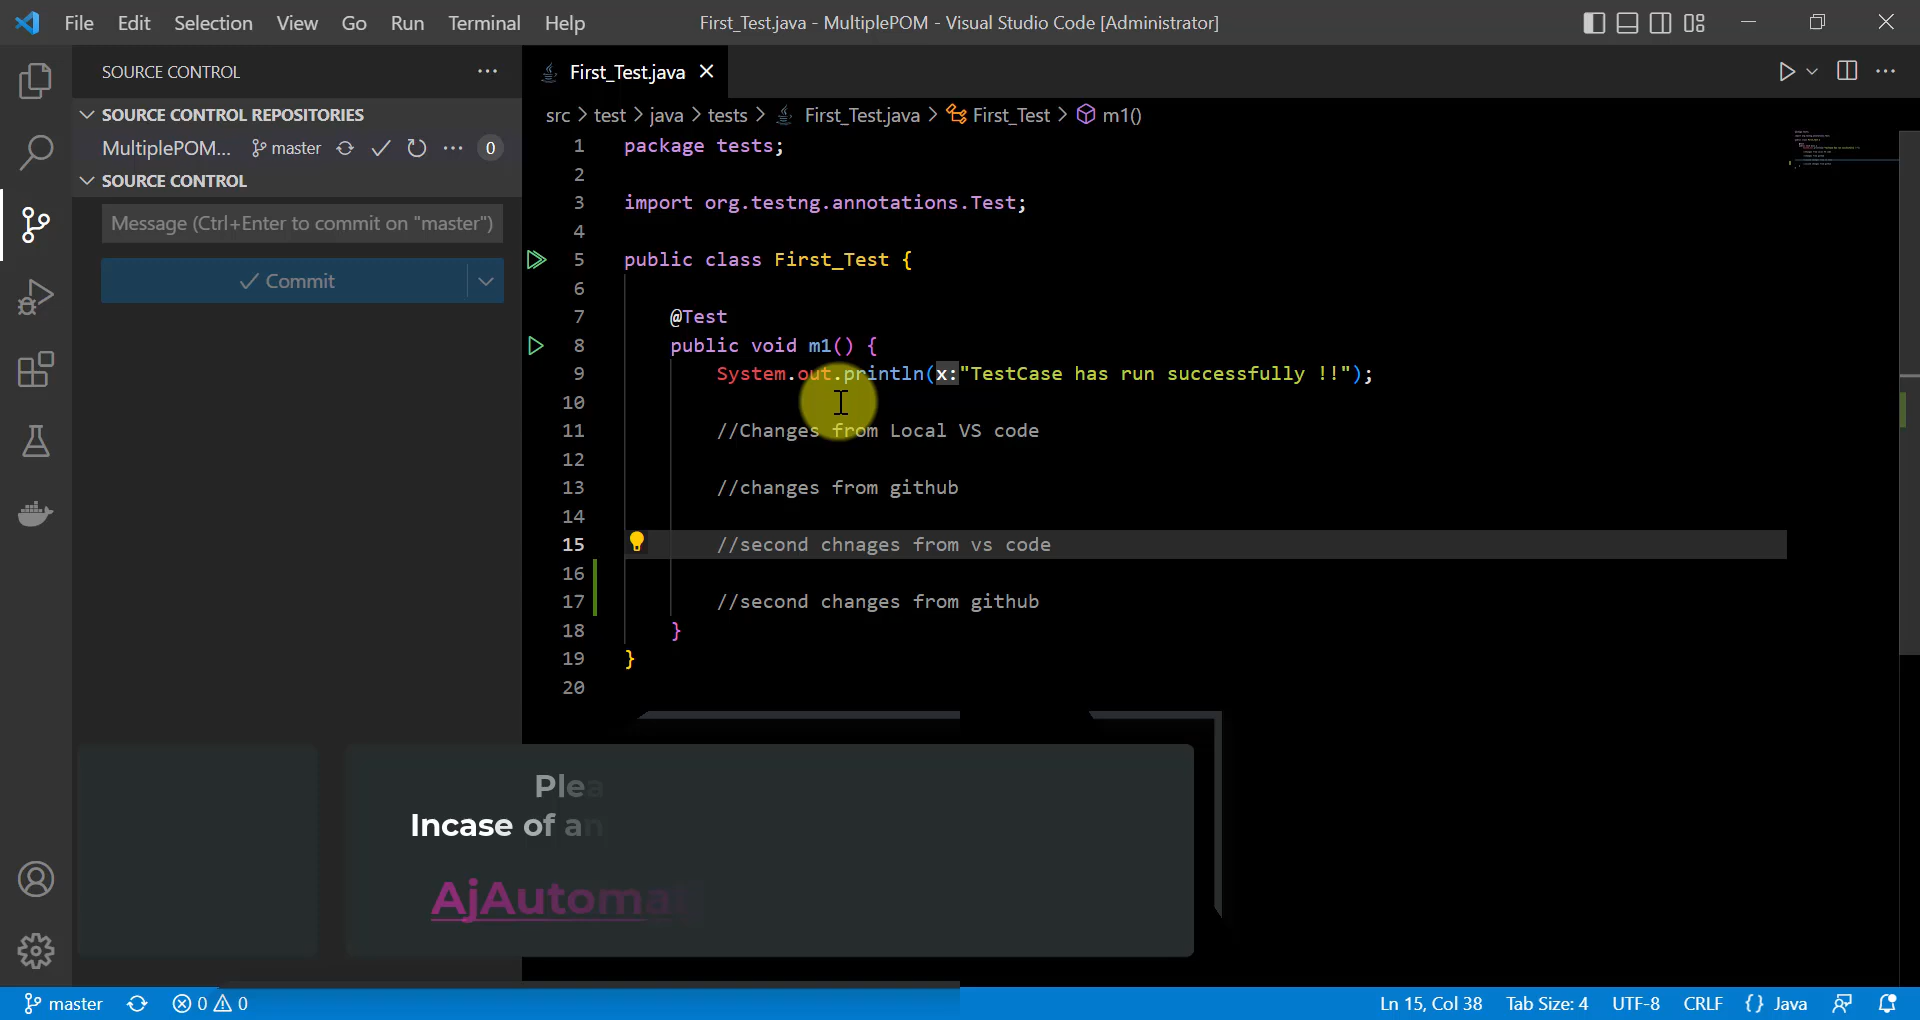 File Edit Selection View Go Run Terminal Help
First_Test.java - MultiplePOM - Visual Studio Code [Administrator]
SOURCE CONTROL
First_Test.java
SOURCE CONTROL REPOSITORIES
src > test > java > tests > First_Test.java > First_Test > m1()
MultiplePOM... master 0
SOURCE CONTROL
Message (Ctrl+Enter to commit on "master")
Commit
1 package tests;
2
3 import org.testng.annotations.Test;
4
5 public class First_Test {
6
7 @Test
8 public void m1() {
9 System.out.println(x:"TestCase has run successfully !!");
10
11 //Changes from Local VS code
12
13 //changes from github
14
15 //second chnages from vs code
16
17 //second changes from github
18 }
19 }
20
Plea
Incase of an
AjAutoma
master 0 0
Ln 15, Col 38 Tab Size: 4 UTF-8 CRLF {} Java